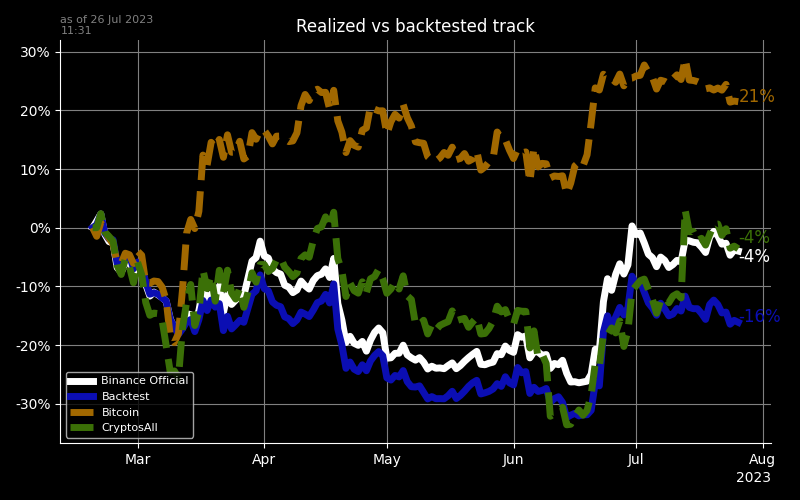 as of 26 Jul 2023
11:31
Realized vs backtested track
30%
20%
10%
0%
-10%
-20%
-30%
21%
-4%
-4%
-16%
Binance Official
Backtest
Bitcoin
CryptosAll
Mar
Apr
May
Jun
Jul
Aug
2023